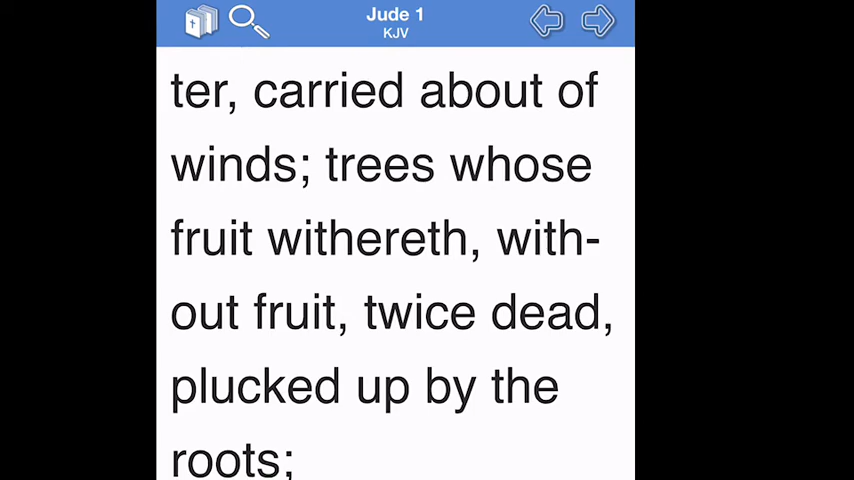 Jude 1
KJV
ter, carried about of
winds; trees whose
fruit withereth, with-
out fruit, twice dead,
plucked up by the
roots;